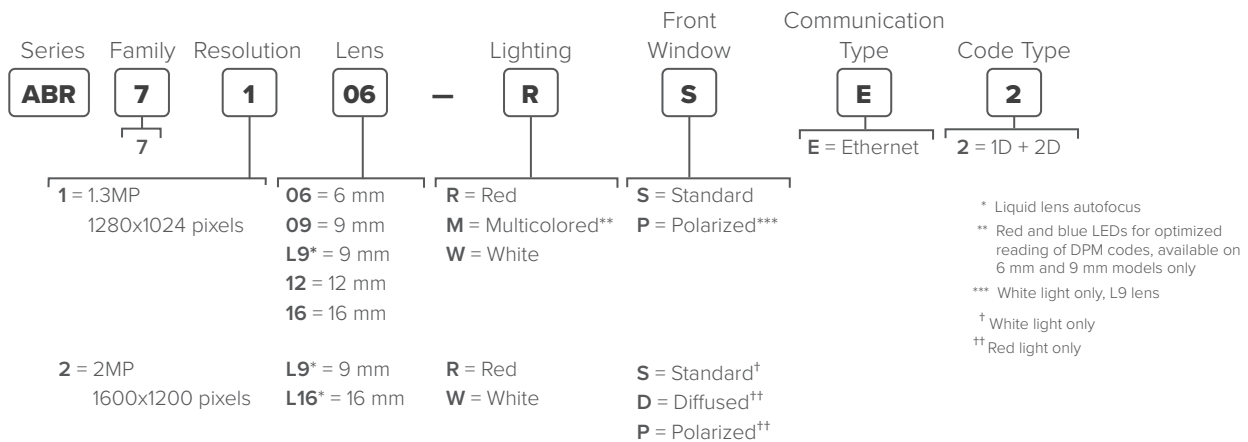 Series Family Resolution Lens Lighting Front Window Communication Type Code Type
ABR 7 1 06 – R S E 2
7
E = Ethernet
2 = 1D + 2D
1 = 1.3MP
1280x1024 pixels
06 = 6 mm
09 = 9 mm
L9* = 9 mm
12 = 12 mm
16 = 16 mm
R = Red
M = Multicolored**
W = White
S = Standard
P = Polarized***
2 = 2MP
1600x1200 pixels
L9* = 9 mm
L16* = 16 mm
R = Red
W = White
S = Standard†
D = Diffused††
P = Polarized††
* Liquid lens autofocus
** Red and blue LEDs for optimized
reading of DPM codes, available on
6 mm and 9 mm models only
*** White light only, L9 lens
† White light only
†† Red light only